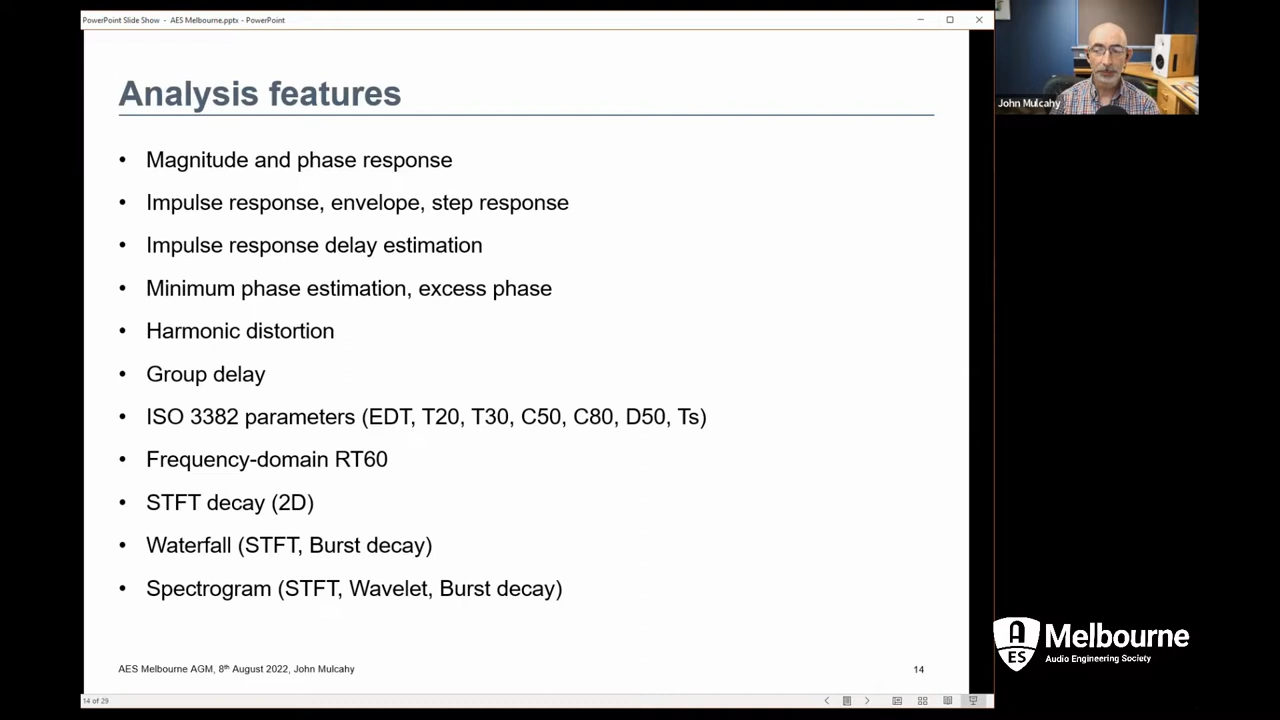 PowerPoint Slide Show - AES Melbourne.pptx - PowerPoint
Analysis features
• Magnitude and phase response
• Impulse response, envelope, step response
• Impulse response delay estimation
• Minimum phase estimation, excess phase
• Harmonic distortion
• Group delay
• ISO 3382 parameters (EDT, T20, T30, C50, C80, D50, Ts)
• Frequency-domain RT60
• STFT decay (2D)
• Waterfall (STFT, Burst decay)
• Spectrogram (STFT, Wavelet, Burst decay)
AES Melbourne AGM, 8th August 2022, John Mulcahy
14
14 of 29
John Mulcahy
A
ES
Melbourne
Audio Engineering Society